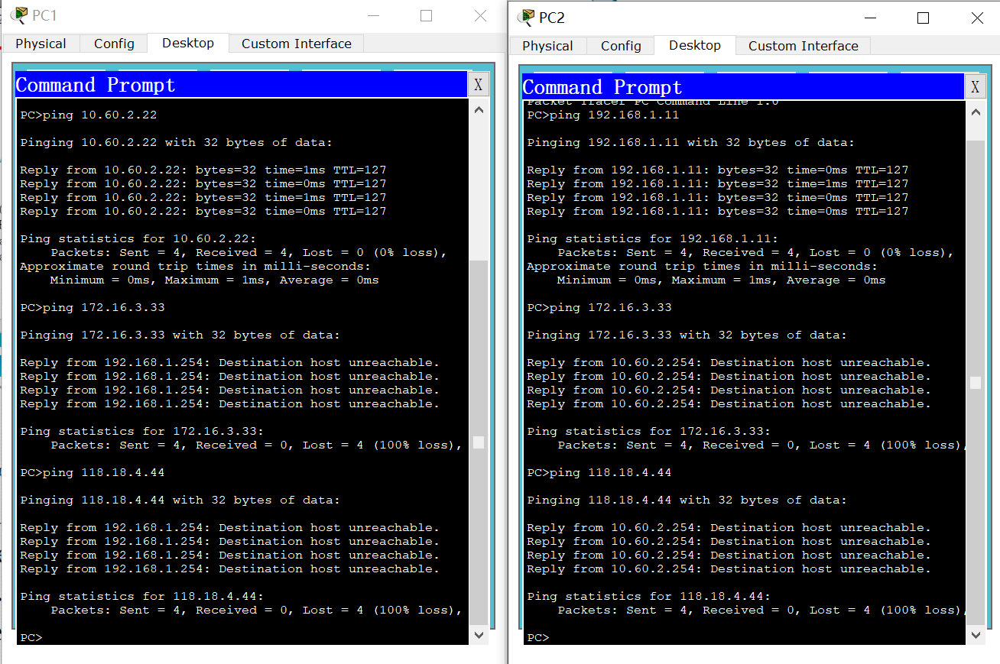 PC1
Physical Config Desktop Custom Interface
Command Prompt X
PC>ping 10.60.2.22
Pinging 10.60.2.22 with 32 bytes of data:
Reply from 10.60.2.22: bytes=32 time=1ms TTL=127
Reply from 10.60.2.22: bytes=32 time=0ms TTL=127
Reply from 10.60.2.22: bytes=32 time=1ms TTL=127
Reply from 10.60.2.22: bytes=32 time=0ms TTL=127
Ping statistics for 10.60.2.22:
Packets: Sent = 4, Received = 4, Lost = 0 (0% loss),
Approximate round trip times in milli-seconds:
Minimum = 0ms, Maximum = 1ms, Average = 0ms
PC>ping 172.16.3.33
Pinging 172.16.3.33 with 32 bytes of data:
Reply from 192.168.1.254: Destination host unreachable.
Reply from 192.168.1.254: Destination host unreachable.
Reply from 192.168.1.254: Destination host unreachable.
Reply from 192.168.1.254: Destination host unreachable.
Ping statistics for 172.16.3.33:
Packets: Sent = 4, Received = 0, Lost = 4 (100% loss),
PC>ping 118.18.4.44
Pinging 118.18.4.44 with 32 bytes of data:
Reply from 192.168.1.254: Destination host unreachable.
Reply from 192.168.1.254: Destination host unreachable.
Reply from 192.168.1.254: Destination host unreachable.
Reply from 192.168.1.254: Destination host unreachable.
Ping statistics for 118.18.4.44:
Packets: Sent = 4, Received = 0, Lost = 4 (100% loss),
PC>
PC2
Physical Config Desktop Custom Interface
Command Prompt X
Packet Tracer PC Command Line 1.0
PC>ping 192.168.1.11
Pinging 192.168.1.11 with 32 bytes of data:
Reply from 192.168.1.11: bytes=32 time=0ms TTL=127
Reply from 192.168.1.11: bytes=32 time=1ms TTL=127
Reply from 192.168.1.11: bytes=32 time=0ms TTL=127
Reply from 192.168.1.11: bytes=32 time=0ms TTL=127
Ping statistics for 192.168.1.11:
Packets: Sent = 4, Received = 4, Lost = 0 (0% loss),
Approximate round trip times in milli-seconds:
Minimum = 0ms, Maximum = 1ms, Average = 0ms
PC>ping 172.16.3.33
Pinging 172.16.3.33 with 32 bytes of data:
Reply from 10.60.2.254: Destination host unreachable.
Reply from 10.60.2.254: Destination host unreachable.
Reply from 10.60.2.254: Destination host unreachable.
Reply from 10.60.2.254: Destination host unreachable.
Ping statistics for 172.16.3.33:
Packets: Sent = 4, Received = 0, Lost = 4 (100% loss),
PC>ping 118.18.4.44
Pinging 118.18.4.44 with 32 bytes of data:
Reply from 10.60.2.254: Destination host unreachable.
Reply from 10.60.2.254: Destination host unreachable.
Reply from 10.60.2.254: Destination host unreachable.
Reply from 10.60.2.254: Destination host unreachable.
Ping statistics for 118.18.4.44:
Packets: Sent = 4, Received = 0, Lost = 4 (100% loss),
PC>